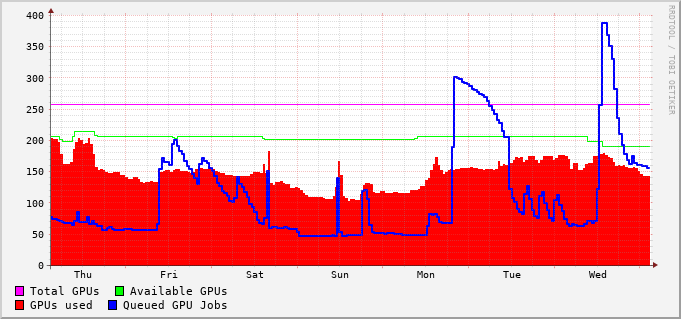 400
350
300
250
200
150
100
50
0
Thu Fri Sat Sun Mon Tue Wed
Total GPUs Available GPUs
GPUs used Queued GPU Jobs
RRDTOOL / TOBI OETIKER